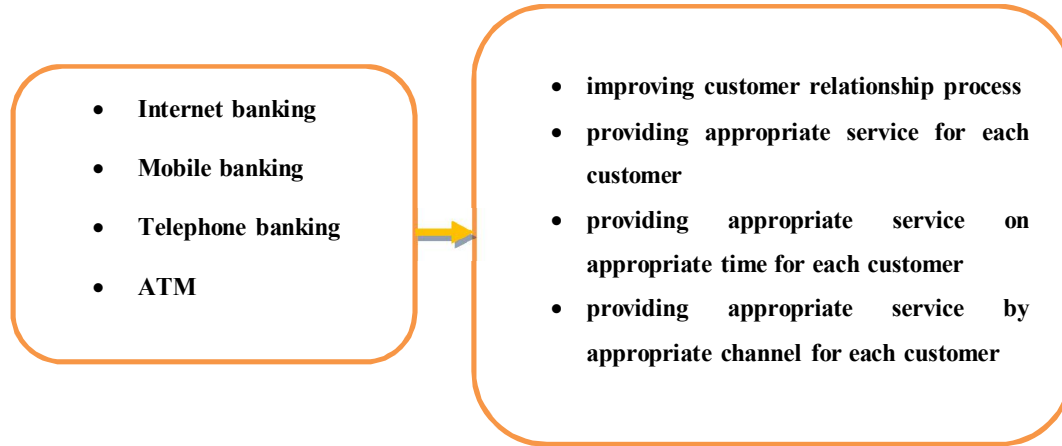 • Internet banking
• Mobile banking
• Telephone banking
• ATM
• improving customer relationship process
• providing appropriate service for each
customer
• providing appropriate service on
appropriate time for each customer
• providing appropriate service by
appropriate channel for each customer